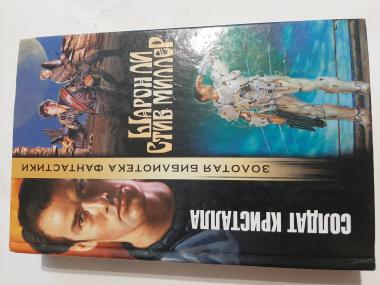 ШАРОН ЛИ
СТИВ МИЛЛЕР
ЗОЛОТАЯ БИБЛИОТЕКА ФАНТАСТИКИ
СОЛДАТ КРИСТАЛЛА